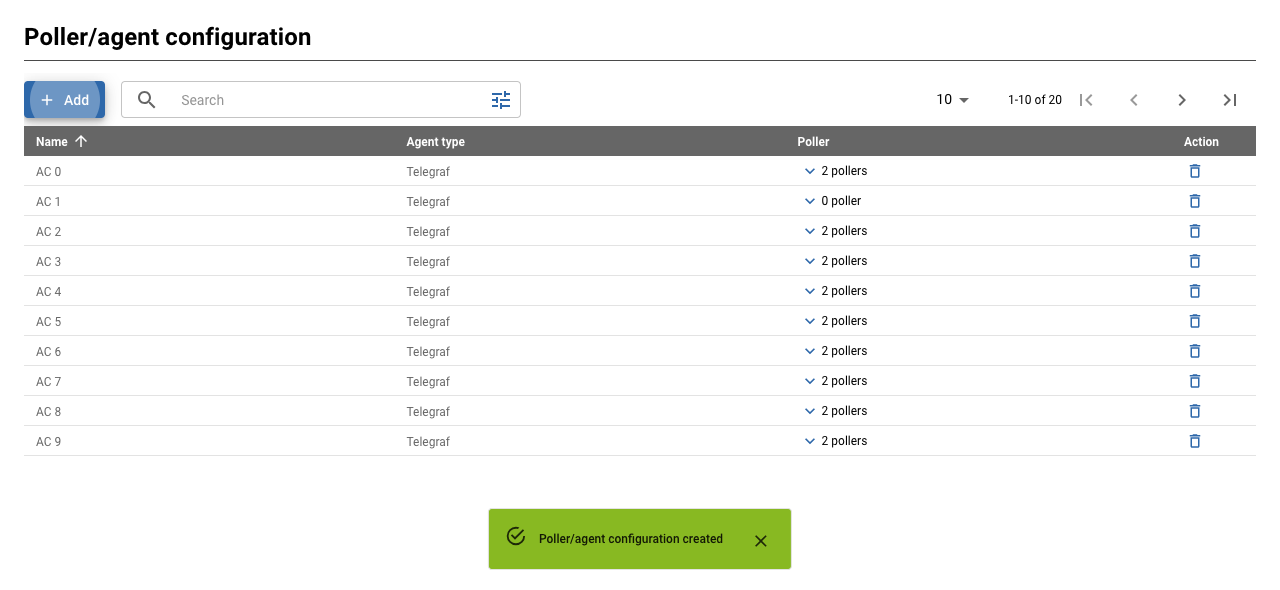 Poller/agent configuration
Add
Search
10
1-10 of 20
Name Agent type Poller Action
AC 0 Telegraf 2 pollers
AC 1 Telegraf 0 poller
AC 2 Telegraf 2 pollers
AC 3 Telegraf 2 pollers
AC 4 Telegraf 2 pollers
AC 5 Telegraf 2 pollers
AC 6 Telegraf 2 pollers
AC 7 Telegraf 2 pollers
AC 8 Telegraf 2 pollers
AC 9 Telegraf 2 pollers
Poller/agent configuration created